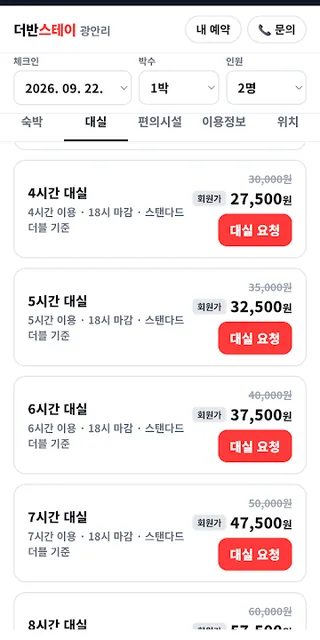 더반스테이 광안리
내 예약
📞 문의
체크인
박수
인원
2026. 09. 22.
1박
2명
숙박
대실
편의시설
이용정보
위치
30,000원
4시간 대실
회원가 27,500원
4시간 이용 · 18시 마감 · 스탠다드
더블 기준
대실 요청
35,000원
5시간 대실
회원가 32,500원
5시간 이용 · 18시 마감 · 스탠다드
더블 기준
대실 요청
40,000원
6시간 대실
회원가 37,500원
6시간 이용 · 18시 마감 · 스탠다드
더블 기준
대실 요청
50,000원
7시간 대실
회원가 47,500원
7시간 이용 · 18시 마감 · 스탠다드
더블 기준
대실 요청
60,000원
8시간 대실
회원가 57,500원